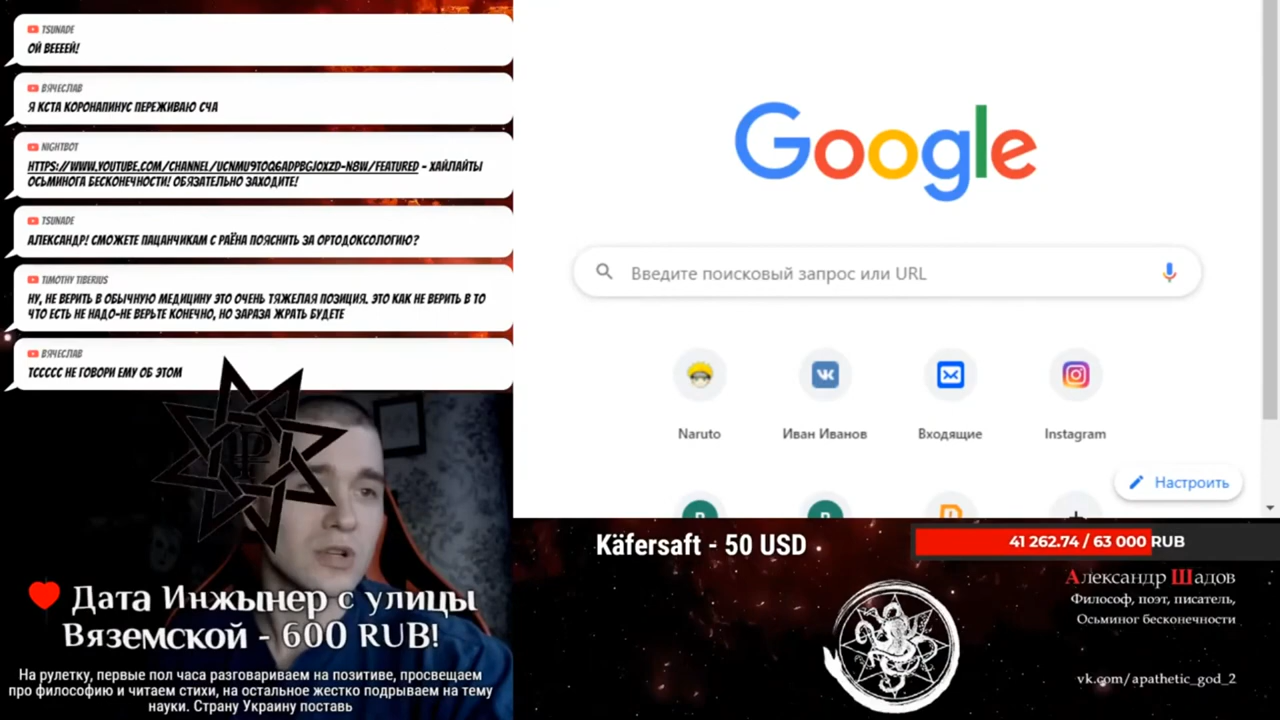 TSUNADE
ОЙ ВЕЕЕЕЙ!
ВЯЧЕСЛАВ
Я КСТА КОРОНАПИНУС ПЕРЕЖИВАЮ СЧА
NIGHTBOT
HTTPS://WWW.YOUTUBE.COM/CHANNEL/UCNMU9TOQ6ADPBGJOXZD-N8W/FEATURED - ХАЙЛАЙТЫ
ОСЬМИНОГА БЕСКОНЕЧНОСТИ! ОБЯЗАТЕЛЬНО ЗАХОДИТЕ!
TSUNADE
АЛЕКСАНДР! СМОЖЕТЕ ПАЦАНЧИКАМ С РАЁНА ПОЯСНИТЬ ЗА ОРТОДОКСОЛОГИЮ?
TIMOTHY TIBERIUS
НУ, НЕ ВЕРИТЬ В ОБЫЧНУЮ МЕДИЦИНУ ЭТО ОЧЕНЬ ТЯЖЕЛАЯ ПОЗИЦИЯ. ЭТО КАК НЕ ВЕРИТЬ В ТО
ЧТО ЕСТЬ НЕ НАДО-НЕ ВЕРЬТЕ КОНЕЧНО, НО ЗАРАЗА ЖРАТЬ БУДЕТЕ
ВЯЧЕСЛАВ
ТССССС НЕ ГОВОРИ ЕМУ ОБ ЭТОМ
Дата Инжынер с улицы
Вяземской - 600 RUB!
На рулетку, первые пол часа разговариваем на позитиве, просвещаем
про философию и читаем стихи, на остальное жестко подрываем на тему
науки. Страну Украину поставь
Google
Введите поисковый запрос или URL
Naruto
Иван Иванов
Входящие
Instagram
Настроить
Käfersaft - 50 USD
41 262.74 / 63 000 RUB
Александр Шадов
Философ, поэт, писатель,
Осьминог бесконечности
vk.com/apathetic_god_2